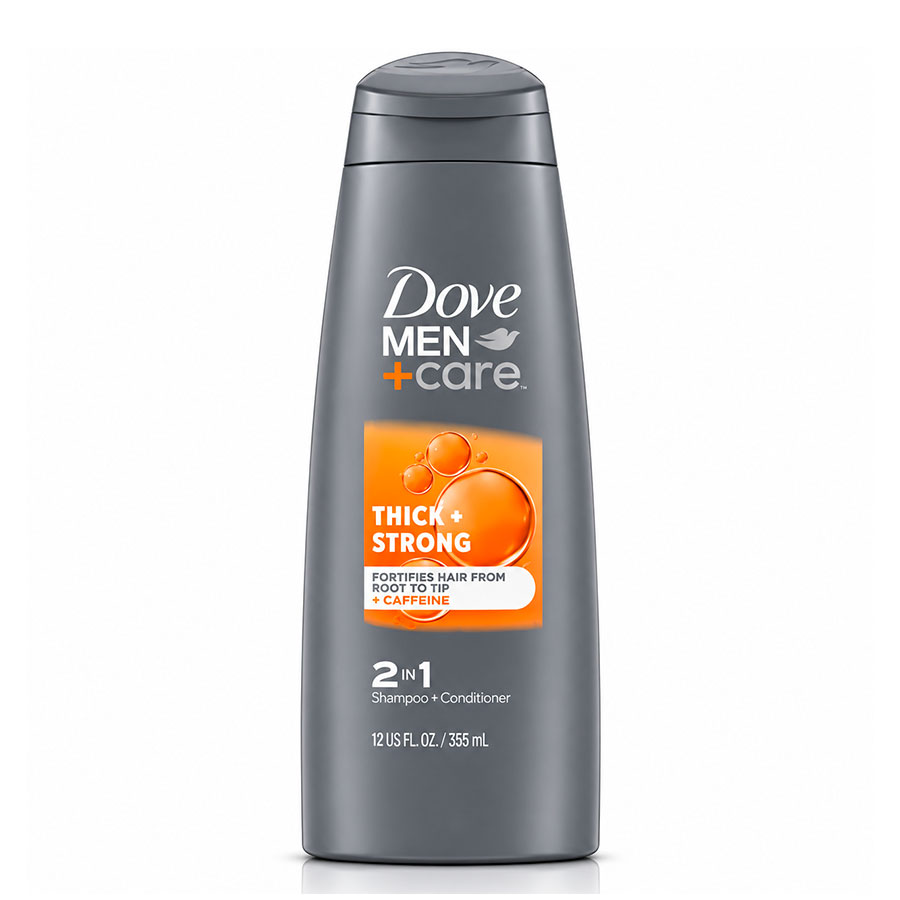 Dove
MEN
+care™
THICK +
STRONG
FORTIFIES HAIR FROM
ROOT TO TIP
+ CAFFEINE
2 IN 1
Shampoo + Conditioner
12 US FL. OZ. / 355 mL